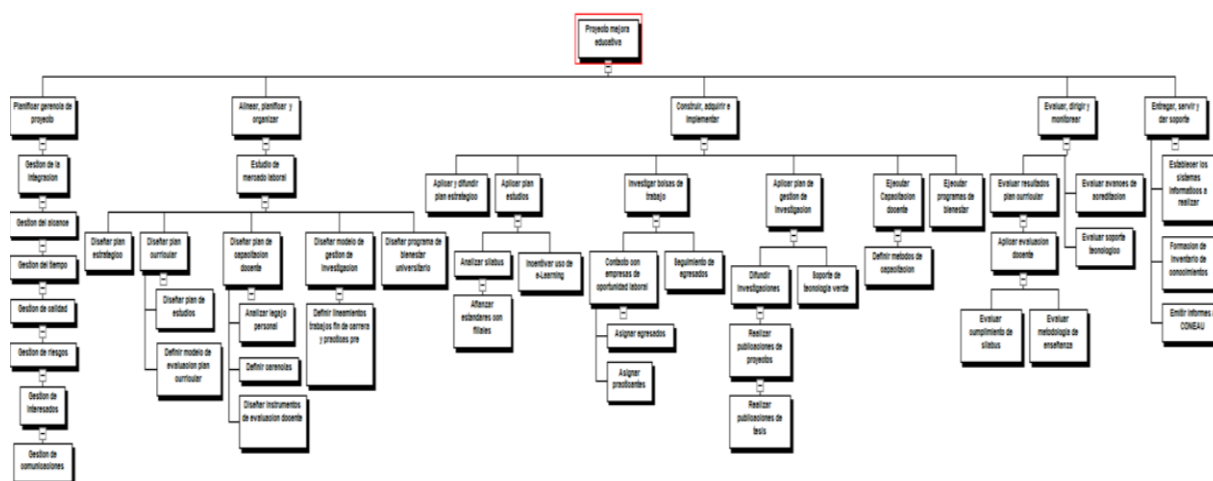 Proyecto mejora
educativa
Planificar gerencia de
proyecto
Alinear, planificar y
organizar
Construir, adquirir e
implementar
Evaluar, dirigir y
monitorear
Entregar, servir y
dar soporte
Gestion de la
integracion
Gestion del alcance
Gestion del tiempo
Gestion de calidad
Gestion de riesgos
Gestion de
interesados
Gestion de
comunicaciones
Estudio de
mercado laboral
Diseñar plan
estrategico
Diseñar plan
curricular
Diseñar plan de
estudios
Definir modelo de
evaluacion plan
curricular
Diseñar plan de
capacitacion
docente
Analizar legajo
personal
Definir carencias
Diseñar instrumentos
de evaluacion docente
Diseñar modelo de
gestion de
investigacion
Definir lineamientos
trabajos fin de carrera
y practicas pre
Diseñar programa de
bienestar
universitario
Aplicar y difundir
plan estrategico
Aplicar plan
estudios
Analizar silabus
Afianzar
estandares con
filiales
Incentivar uso de
e-Learning
Investigar bolsas de
trabajo
Contacto con
empresas de
oportunidad laboral
Asignar egresados
Asignar
practicantes
Seguimiento de
egresados
Aplicar plan de
gestion de
investigacion
Difundir
investigaciones
Realizar
publicaciones de
proyectos
Realizar
publicaciones de
tesis
Soporte de
tecnologia verde
Ejecutar
Capacitacion
docente
Definir metodos de
capacitacion
Ejecutar
programas de
bienestar
Evaluar resultados
plan curricular
Aplicar evaluacion
docente
Evaluar
cumplimiento de
silabus
Evaluar
metodologia de
enseñanza
Evaluar avances de
acreditacion
Evaluar soporte
tecnologico
Establecer los
sistemas
informaticos a
realizar
Formacion de
inventario de
conocimientos
Emitir informes a
CONEAU